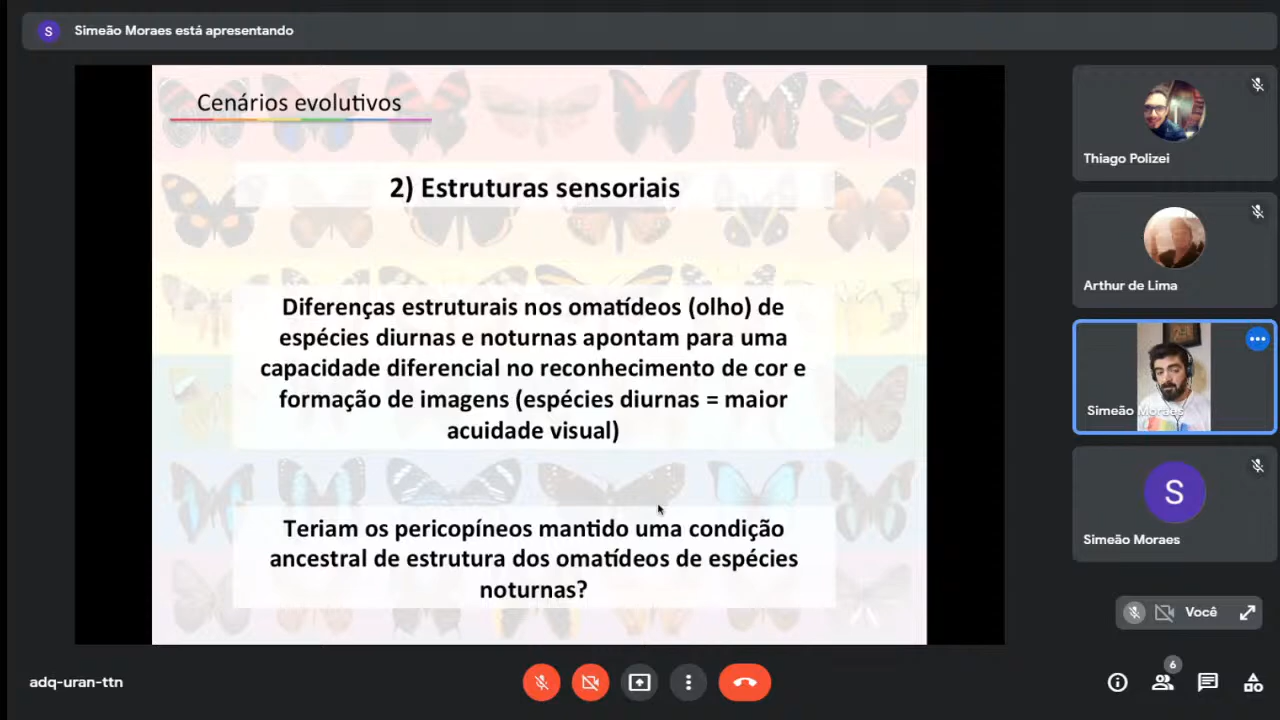 S
Simeão Moraes está apresentando
Cenários evolutivos
2) Estruturas sensoriais
Diferenças estruturais nos omatídeos (olho) de
espécies diurnas e noturnas apontam para uma
capacidade diferencial no reconhecimento de cor e
formação de imagens (espécies diurnas = maior
acuidade visual)
Teriam os pericopíneos mantido uma condição
ancestral de estrutura dos omatídeos de espécies
noturnas?
Thiago Polizei
Arthur de Lima
Simeão Moraes
S
Simeão Moraes
Você
adq-uran-ttn
6